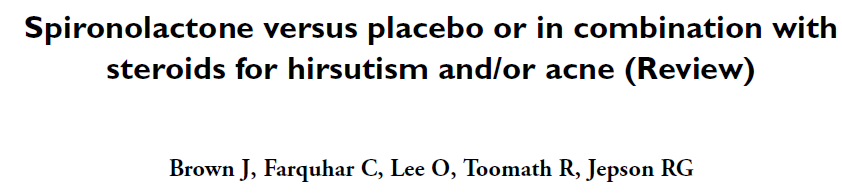 Spironolactone versus placebo or in combination with
steroids for hirsutism and/or acne (Review)
Brown J, Farquhar C, Lee O, Toomath R, Jepson RG